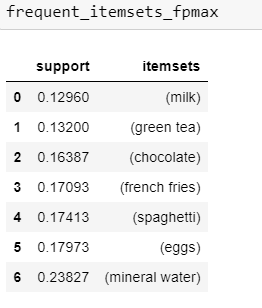 frequent_itemsets_fpmax
support itemsets
0 0.12960 (milk)
1 0.13200 (green tea)
2 0.16387 (chocolate)
3 0.17093 (french fries)
4 0.17413 (spaghetti)
5 0.17973 (eggs)
6 0.23827 (mineral water)